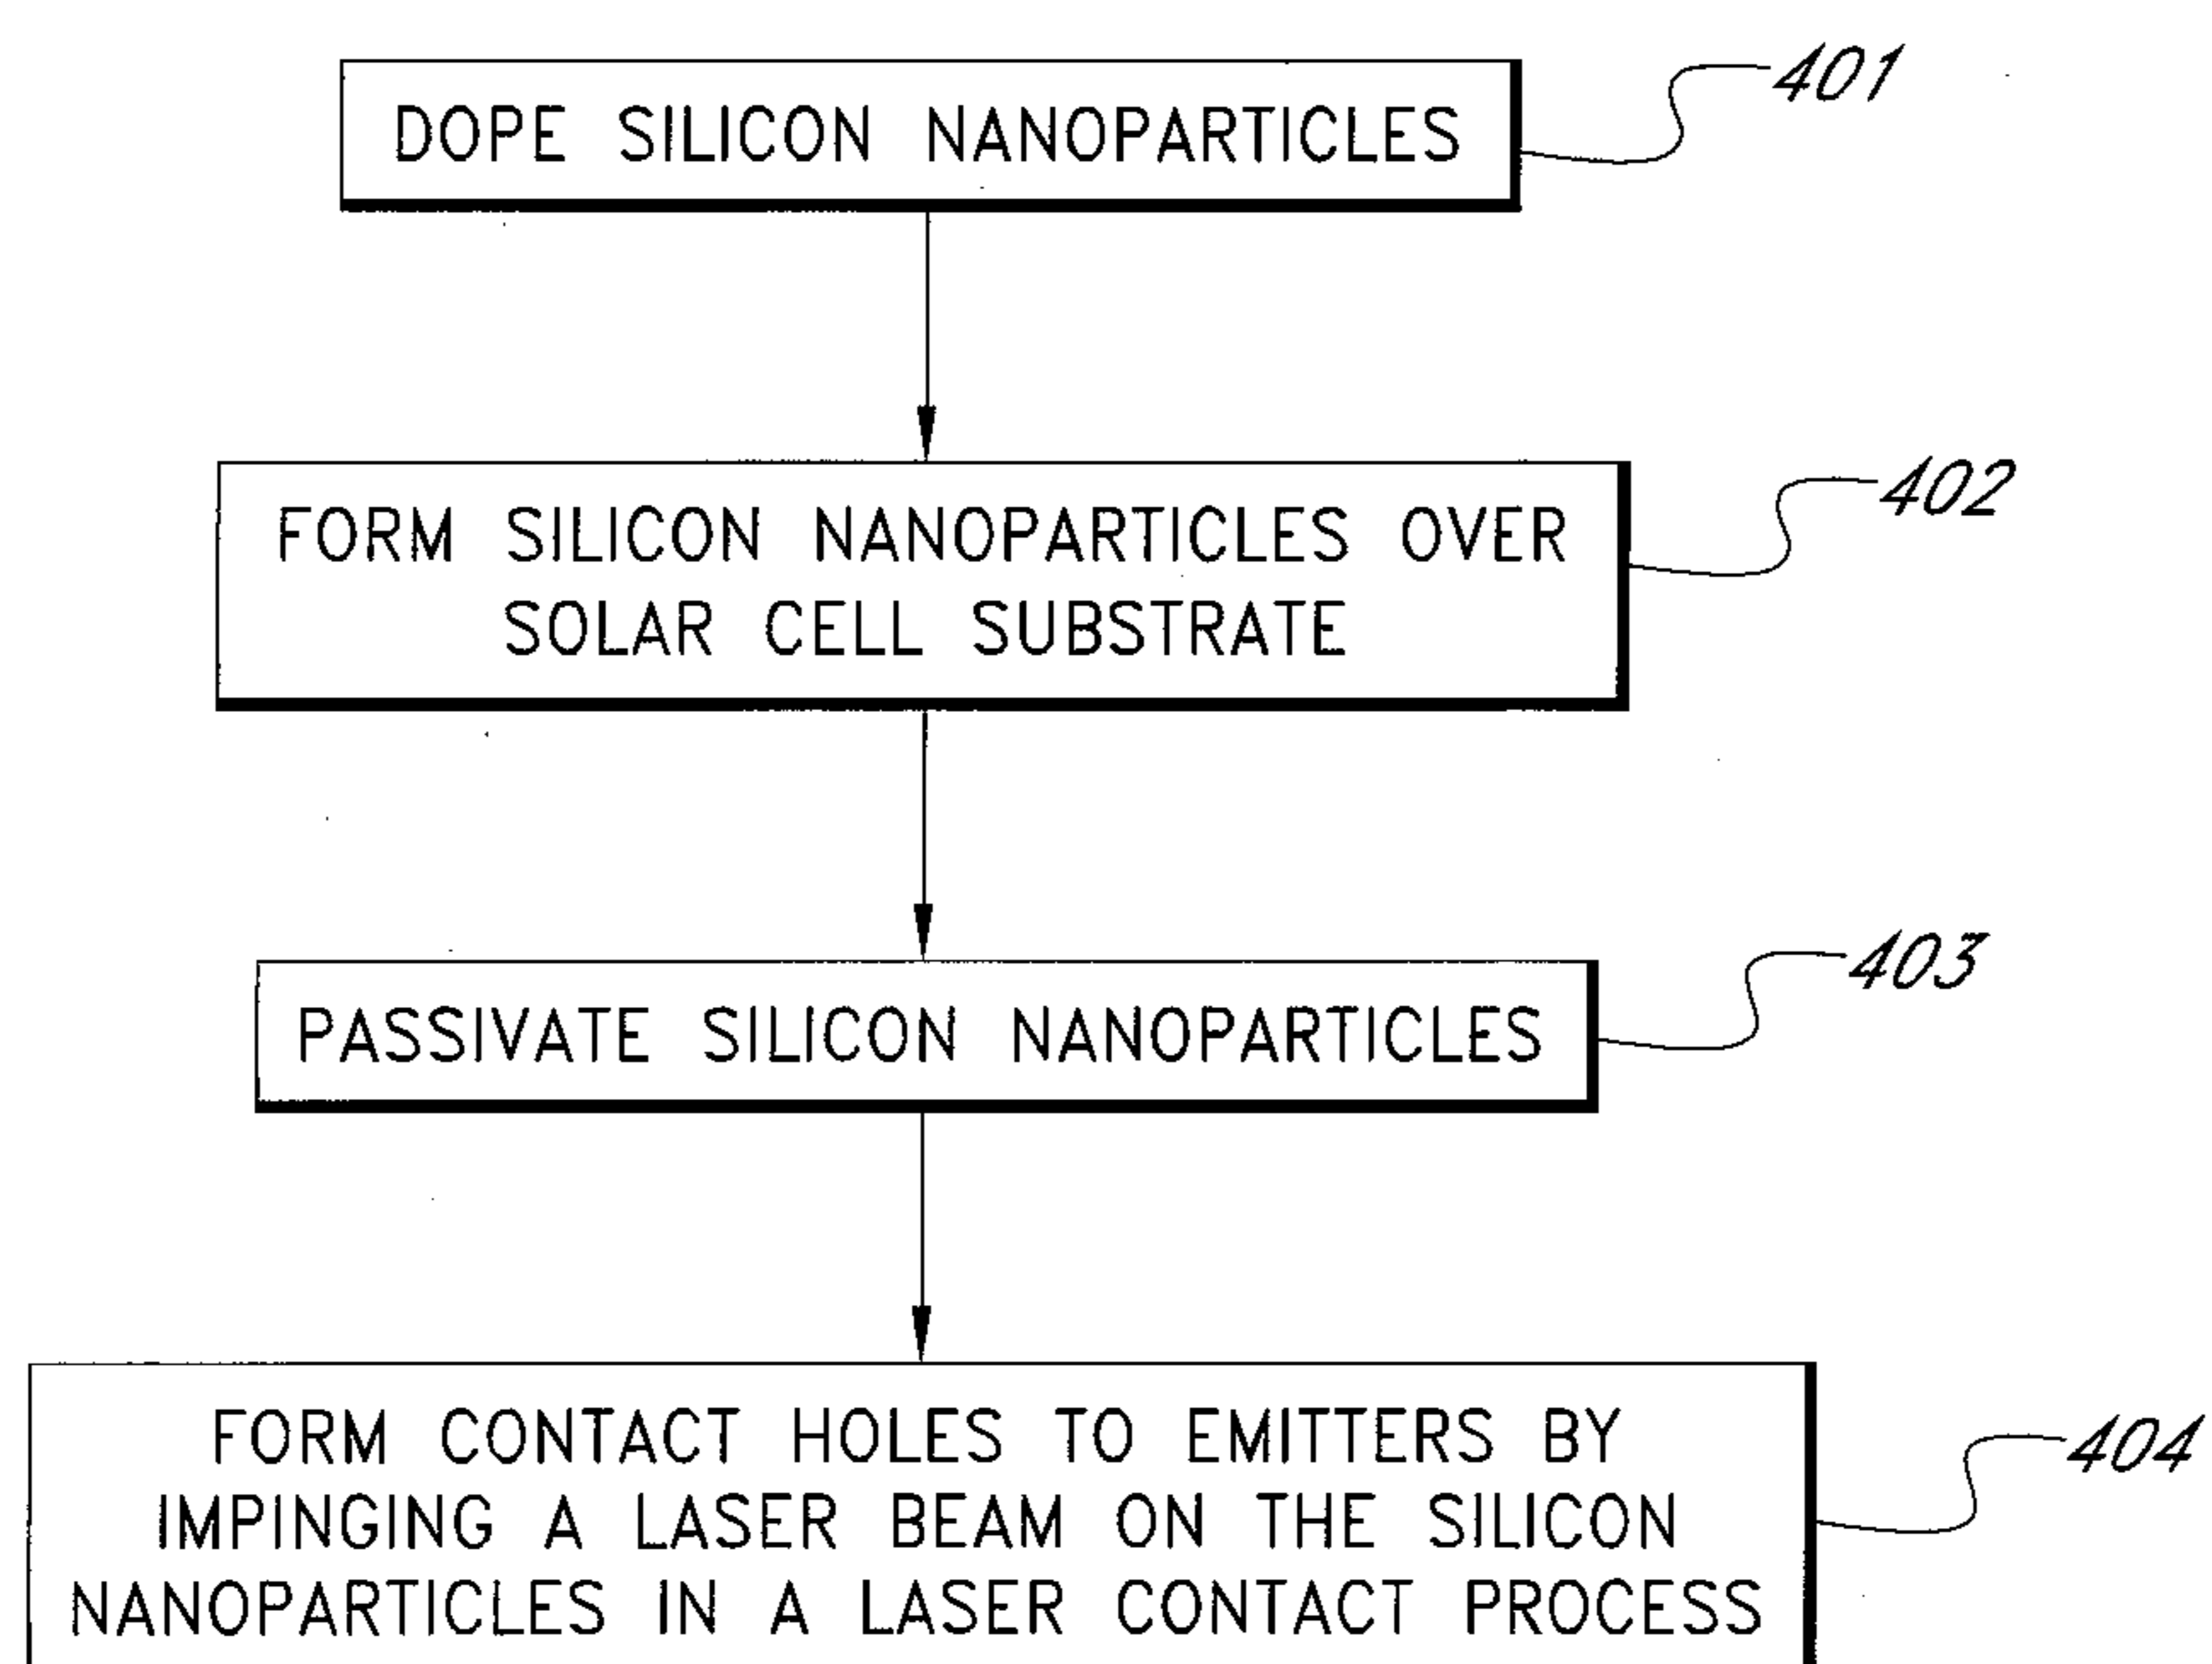 DOPE SILICON NANOPARTICLES
401
FORM SILICON NANOPARTICLES OVER
SOLAR CELL SUBSTRATE
402
PASSIVATE SILICON NANOPARTICLES
403
FORM CONTACT HOLES TO EMITTERS BY
IMPINGING A LASER BEAM ON THE SILICON
NANOPARTICLES IN A LASER CONTACT PROCESS
404